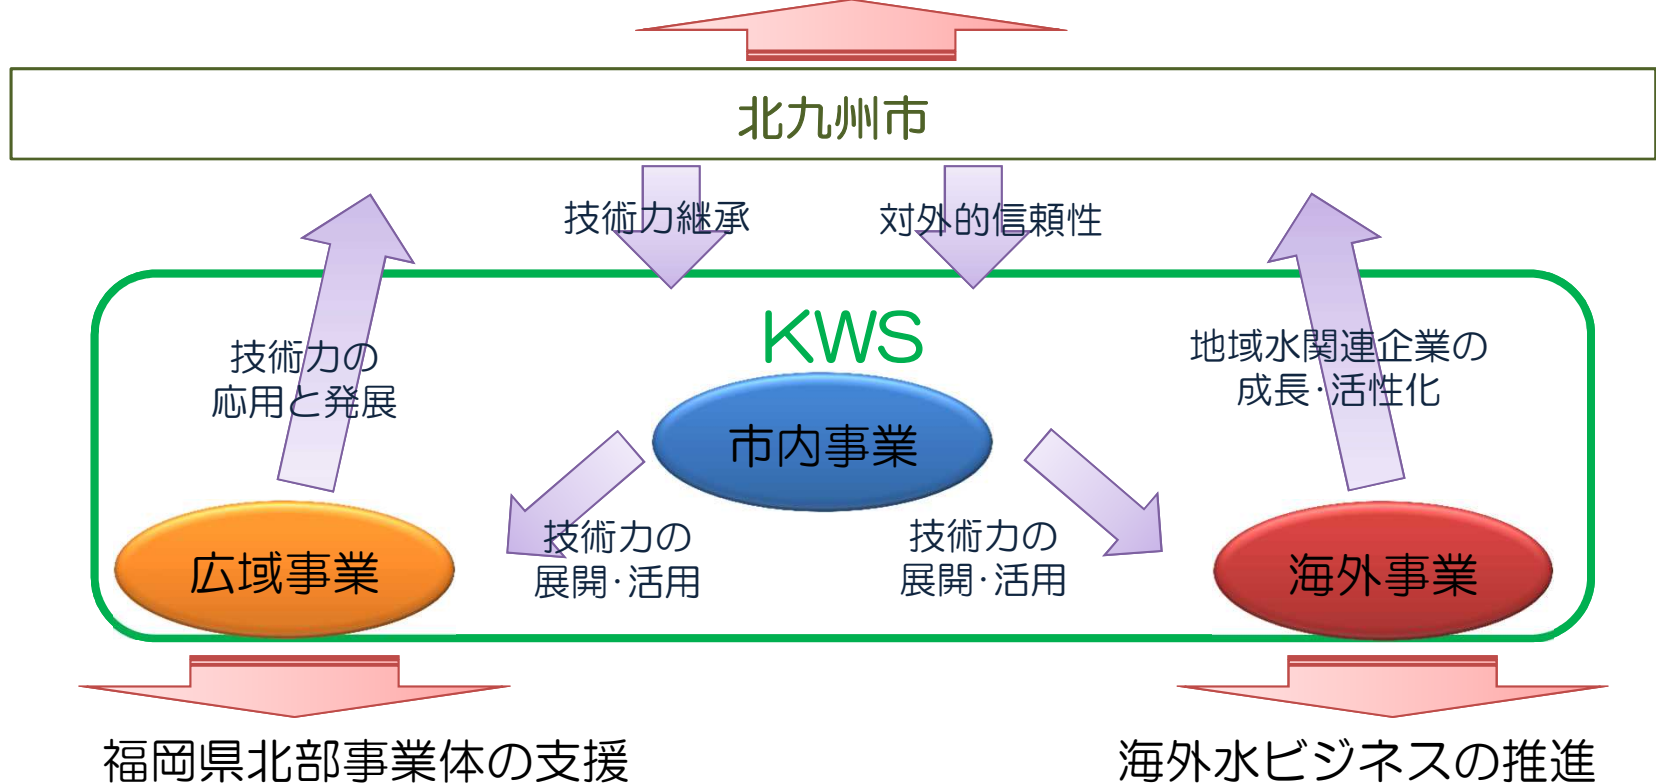 北九州市
技術力継承
対外的信頼性
KWS
技術力の
応用と発展
地域水関連企業の
成長・活性化
市内事業
広域事業
技術力の
展開・活用
技術力の
展開・活用
海外事業
福岡県北部事業体の支援
海外水ビジネスの推進